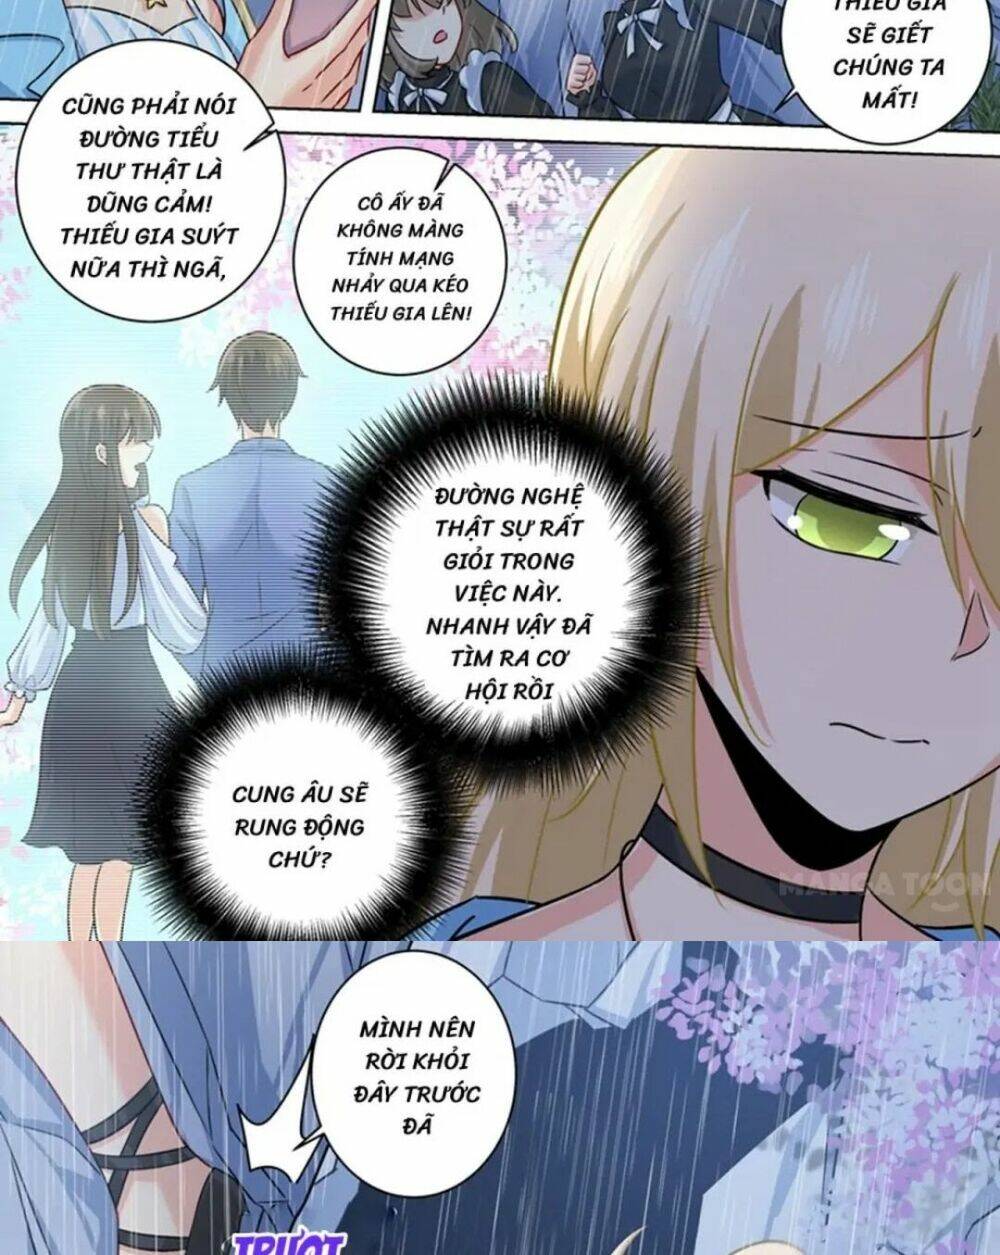 THIẾU GIA
SẼ GIẾT
CHÚNG TA
MẤT!
CŨNG PHẢI NÓI
ĐƯỜNG TIỂU
THƯ THẬT LÀ
DŨNG CẢM!
THIẾU GIA SUÝT
NỮA THÌ NGÃ,
CÔ ẤY ĐÃ
KHÔNG MÀNG
TÍNH MẠNG
NHẢY QUA KÉO
THIẾU GIA LÊN!
ĐƯỜNG NGHỆ
THẬT SỰ RẤT
GIỎI TRONG
VIỆC NÀY.
NHANH VẬY ĐÃ
TÌM RA CƠ
HỘI RỒI
CUNG ÂU SẼ
RUNG ĐỘNG
CHỨ?
MANGA TOON
MÌNH NÊN
RỜI KHỎI
ĐÂY TRƯỚC
ĐÃ
TRƯỢT